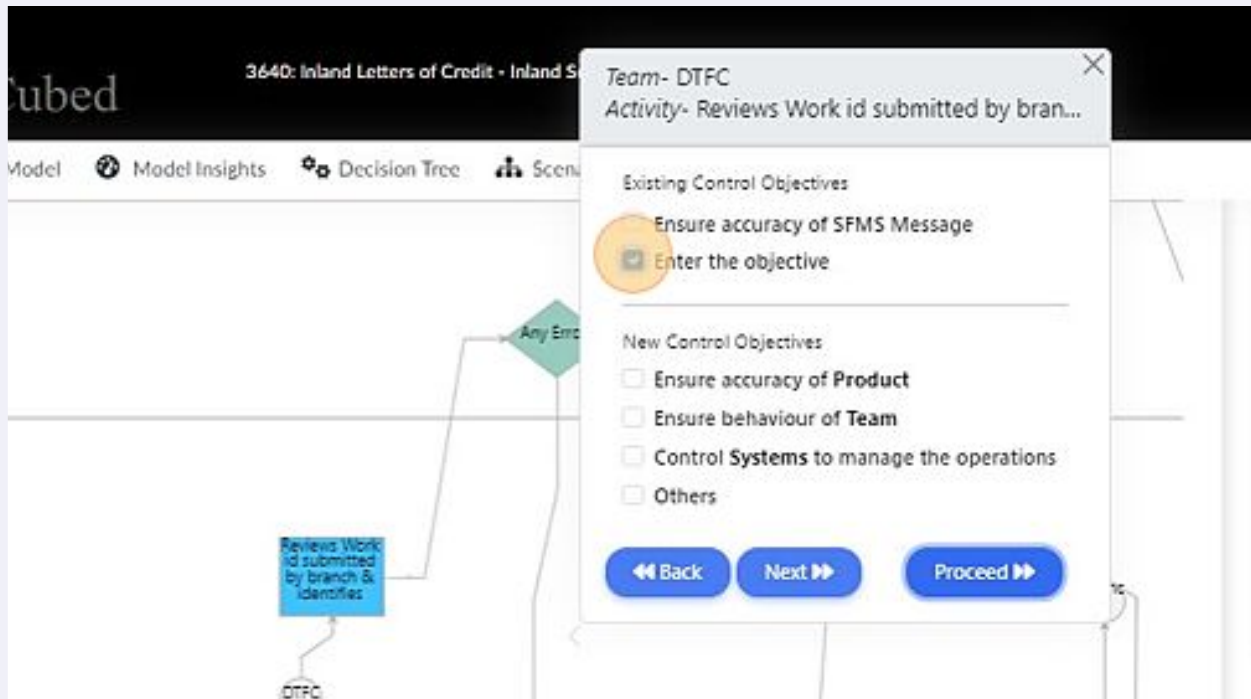 3640: Inland Letters of Credit - Inland S
ubed
Model
Model Insights
Decision Tree
Scen
Team- DTFC
Activity- Reviews Work id submitted by bran...
Existing Control Objectives
Ensure accuracy of SFMS Message
Enter the objective
New Control Objectives
Ensure accuracy of Product
Ensure behaviour of Team
Control Systems to manage the operations
Others
Back
Next
Proceed
Any Erro
Reviews Work
id submitted
by branch &
identifies
DTFC